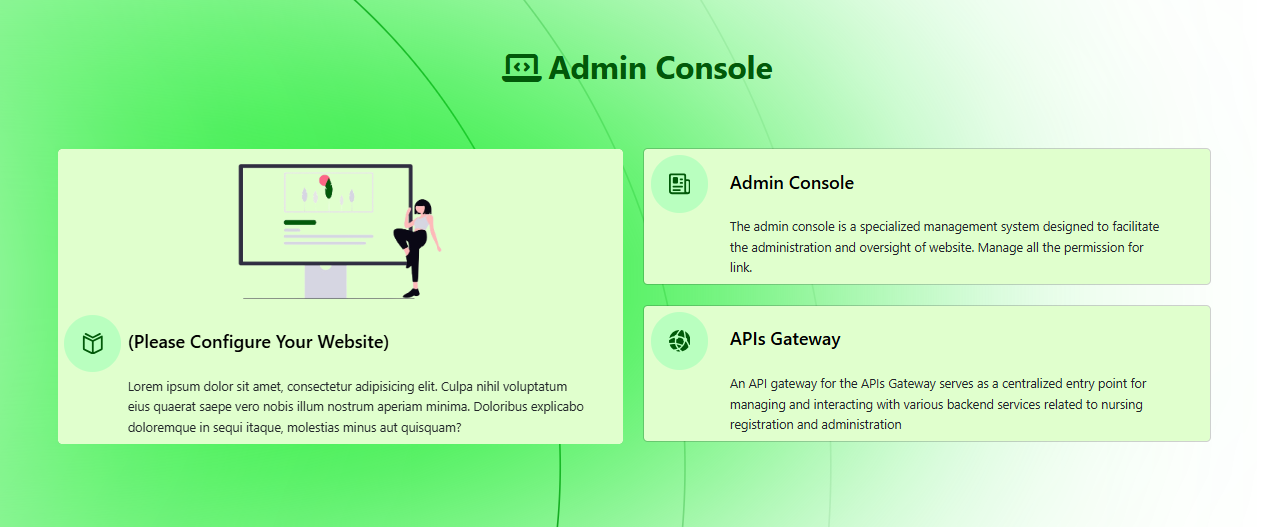 Admin Console
(Please Configure Your Website)
Lorem ipsum dolor sit amet, consectetur adipisicing elit. Culpa nihil voluptatum
eius quaerat saepe vero nobis illum nostrum aperiam minima. Doloribus explicabo
doloremque in sequi itaque, molestias minus aut quisquam?
Admin Console
The admin console is a specialized management system designed to facilitate
the administration and oversight of website. Manage all the permission for
link.
APIs Gateway
An API gateway for the APIs Gateway serves as a centralized entry point for
managing and interacting with various backend services related to nursing
registration and administration